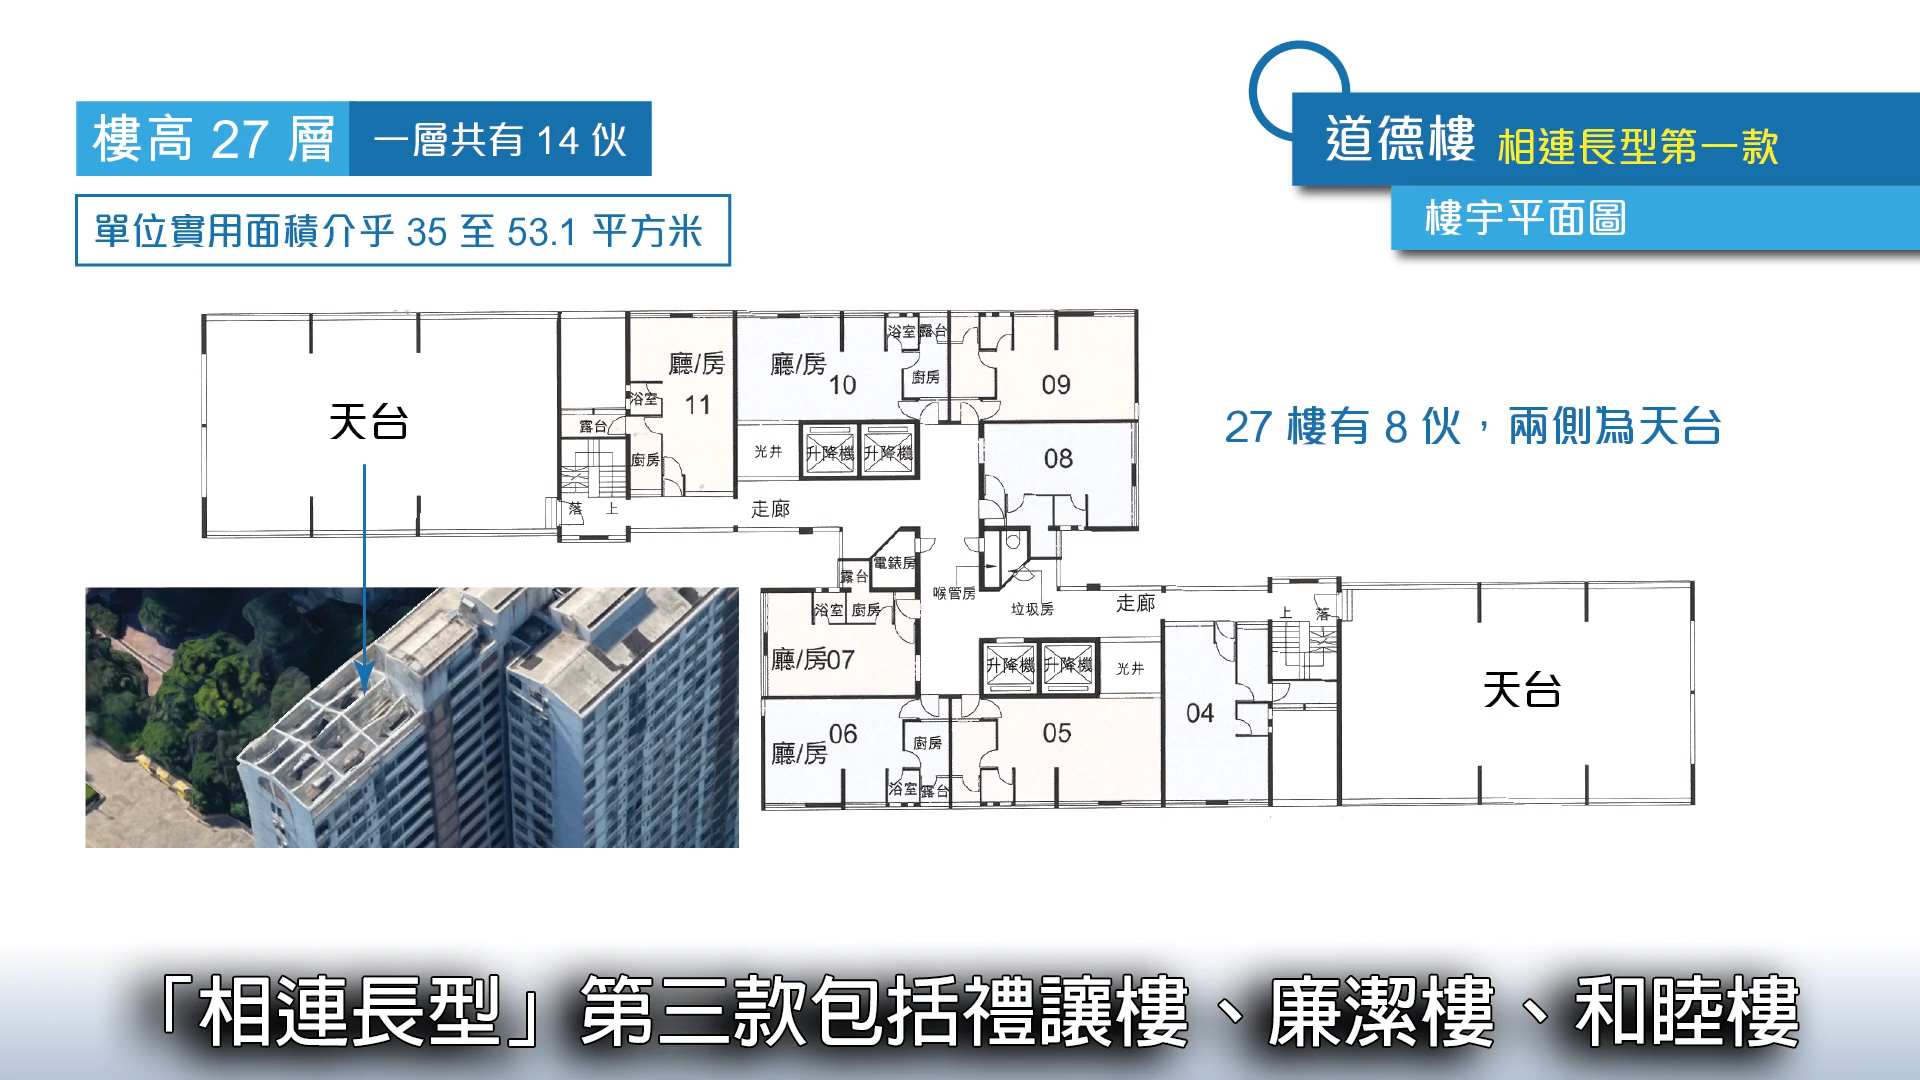 樓高 27 層 一層共有 14 伙
道德樓 相連長型第一款
單位實用面積介乎 35 至 53.1 平方米
樓宇平面圖
浴室 露台
廳/房 廳/房
10 廚房 09
浴室 11
天台
27 樓有 8 伙，兩側為天台
露台
廚房 光井 升降機 升降機 08
落 上 走廊
電錶房
露台 喉管房
浴室 廚房 垃圾房 走廊 上 落
廳/房07
升降機 升降機 光井
天台
06 05 04
廳/房 廚房
浴室 露台
「相連長型」第三款包括禮讓樓、廉潔樓、和睦樓